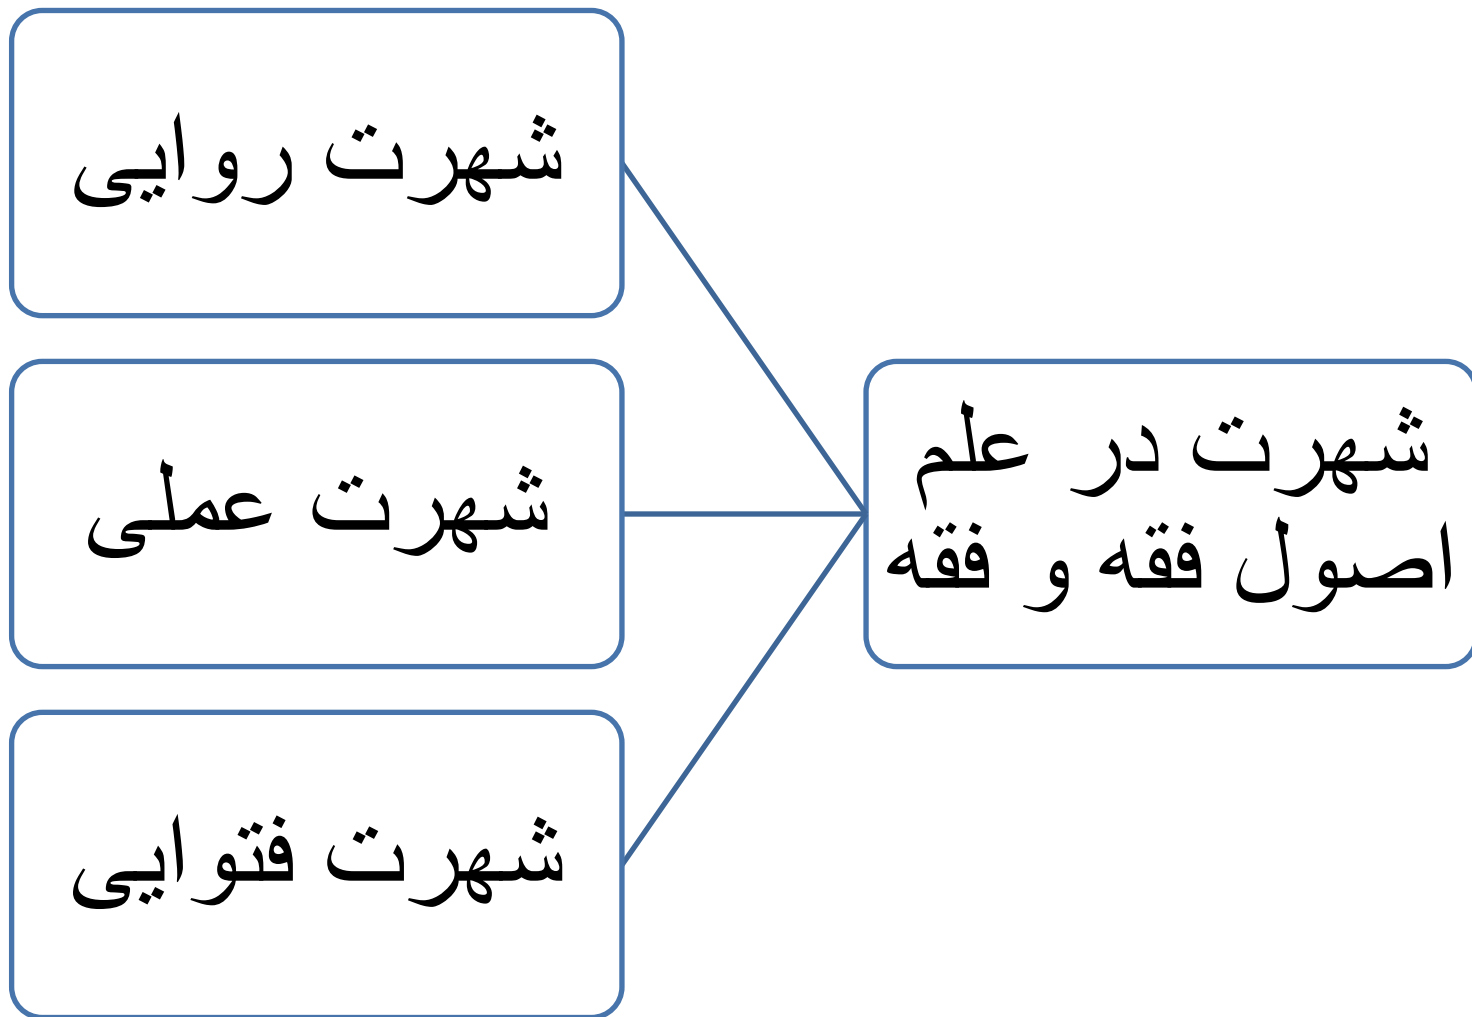 شهرت در علم
اصول فقه و فقه
شهرت روایی
شهرت عملی
شهرت فتوایی